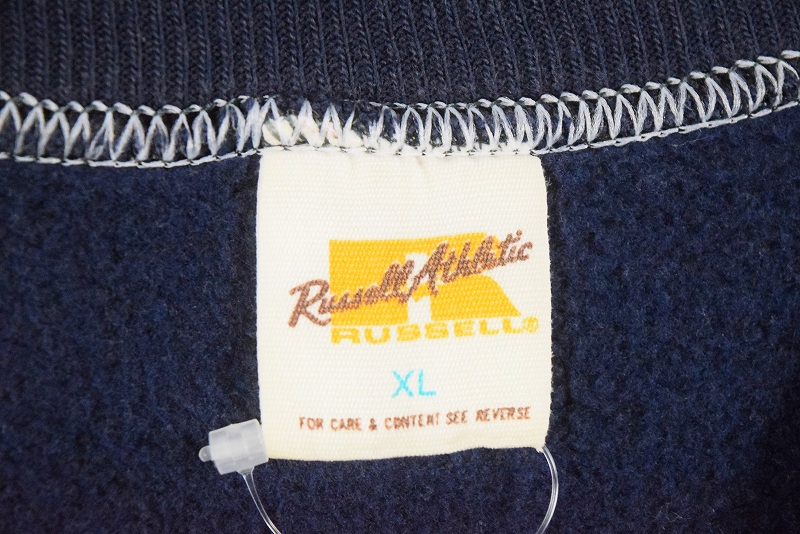 Russell Athletic
RUSSELL®
XL
FOR CARE & CONTENT SEE REVERSE